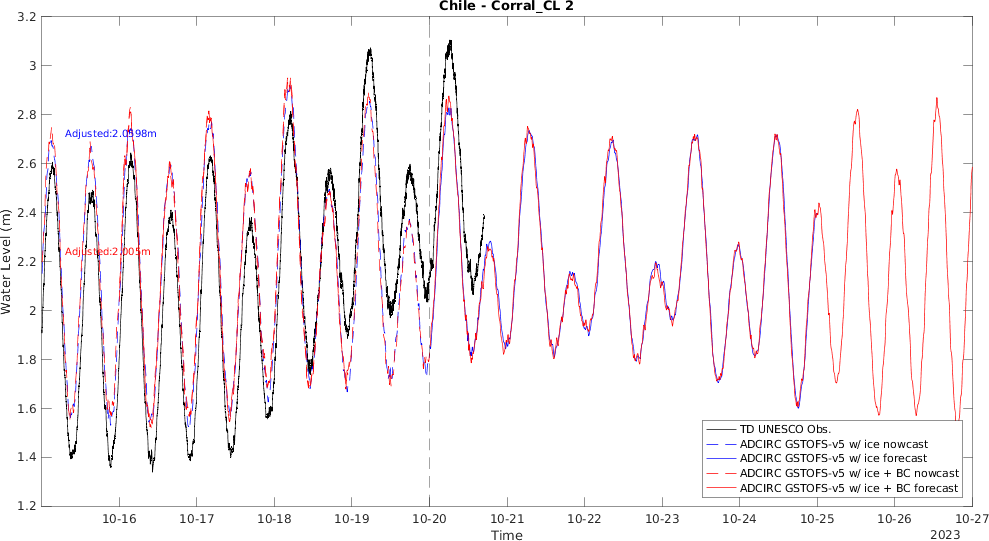 Chile - Corral_CL 2
3.2
3
2.8
2.6
2.4
2.2
2
1.8
1.6
1.4
1.2
Water Level (m)
Adjusted:2.0598m
Adjusted:2.005m
TD UNESCO Obs.
ADCIRC GSTOFS-v5 w/ ice nowcast
ADCIRC GSTOFS-v5 w/ ice forecast
ADCIRC GSTOFS-v5 w/ ice + BC nowcast
ADCIRC GSTOFS-v5 w/ ice + BC forecast
10-16 10-17 10-18 10-19 10-20 10-21 10-22 10-23 10-24 10-25 10-26 10-27
Time
2023